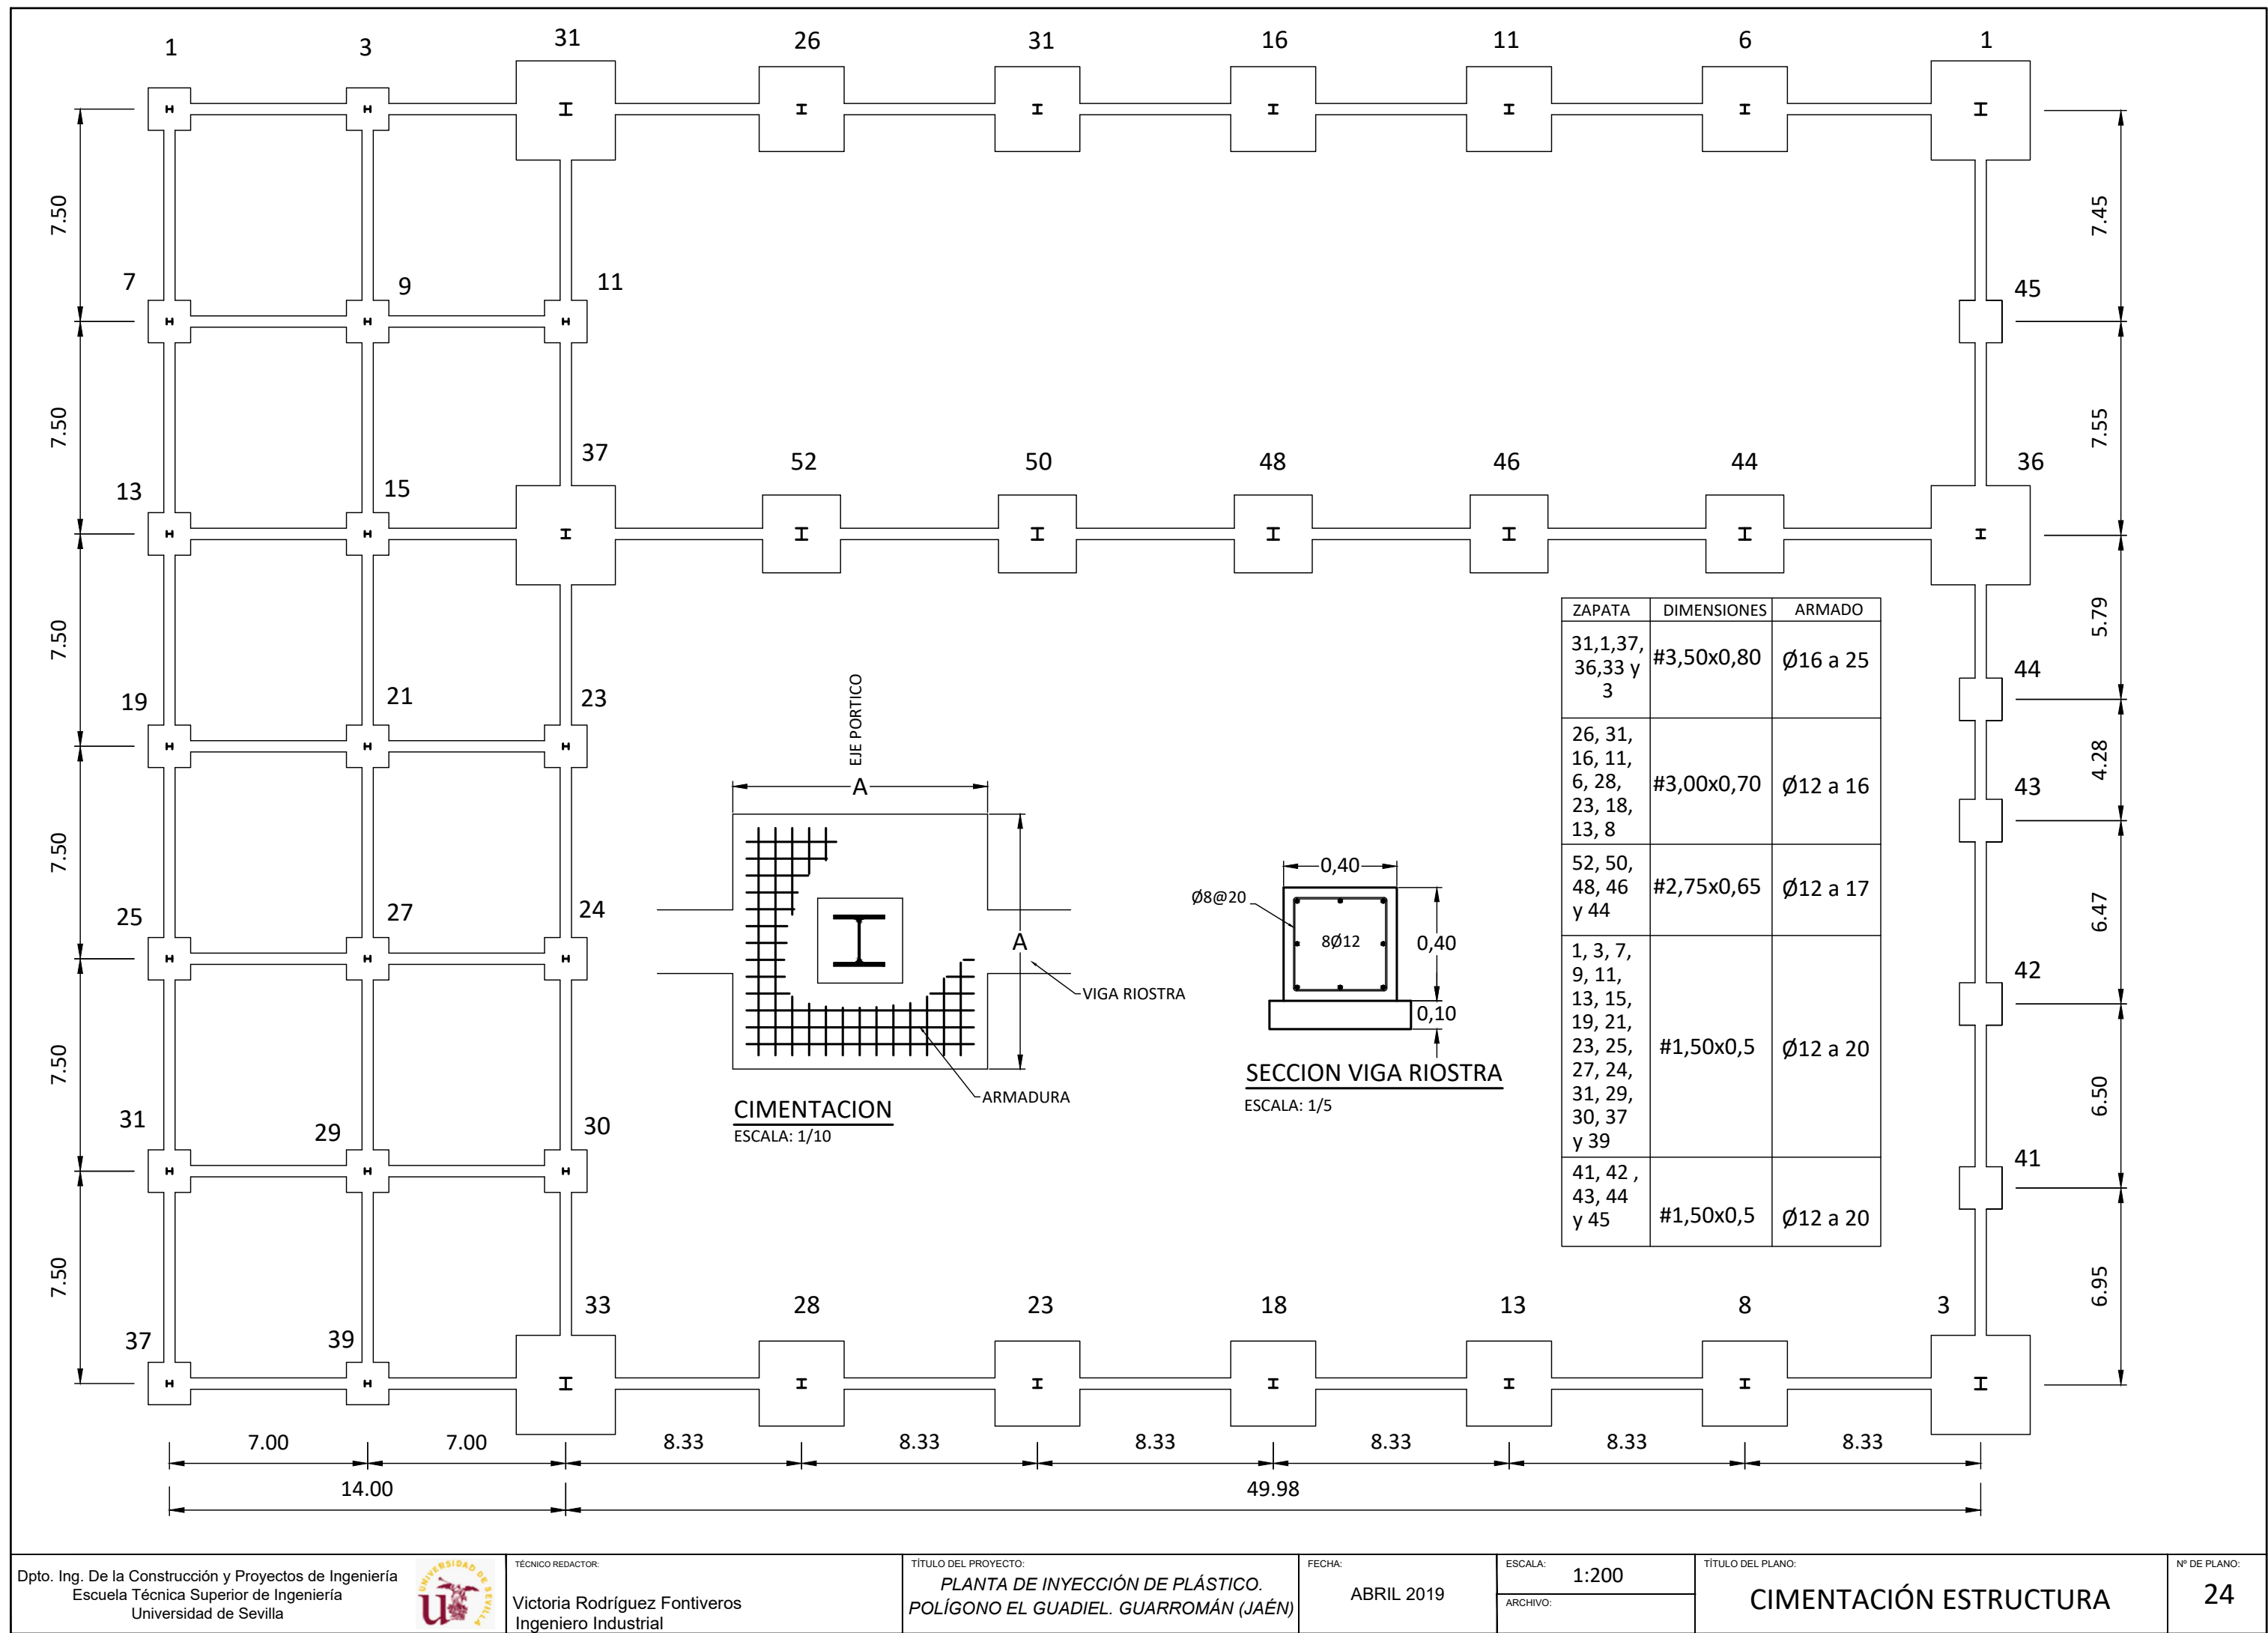 1
3
31
26
31
16
11
6
1
7.50
7.45
7
9
11
45
7.50
7.55
37
52
50
48
46
44
36
13
15
7.50
5.79
ZAPATA DIMENSIONES ARMADO
31,1,37,
36,33 y
3
#3,50x0,80 Ø16 a 25
26, 31,
16, 11,
6, 28,
23, 18,
13, 8
#3,00x0,70 Ø12 a 16
52, 50,
48, 46
y 44
#2,75x0,65 Ø12 a 17
1, 3, 7,
9, 11,
13, 15,
19, 21,
23, 25,
27, 24,
31, 29,
30, 37
y 39
#1,50x0,5 Ø12 a 20
41, 42 ,
43, 44
y 45
#1,50x0,5 Ø12 a 20
44
19
21
23
4.28
43
EJE PORTICO
A
A
VIGA RIOSTRA
ARMADURA
CIMENTACION
ESCALA: 1/10
0,40
Ø8@20
8Ø12
0,40
0,10
SECCION VIGA RIOSTRA
ESCALA: 1/5
7.50
6.47
25
27
24
42
7.50
6.50
31
29
30
41
7.50
6.95
37
39
33
28
23
18
13
8
3
7.00
7.00
8.33
8.33
8.33
8.33
8.33
8.33
14.00
49.98
Dpto. Ing. De la Construcción y Proyectos de Ingeniería
Escuela Técnica Superior de Ingeniería
Universidad de Sevilla
UNIVERSIDAD DE SEVILLA
TÉCNICO REDACTOR:
Victoria Rodríguez Fontiveros
Ingeniero Industrial
TÍTULO DEL PROYECTO:
PLANTA DE INYECCIÓN DE PLÁSTICO.
POLÍGONO EL GUADIEL. GUARROMÁN (JAÉN)
FECHA:
ABRIL 2019
ESCALA:
1:200
ARCHIVO:
TÍTULO DEL PLANO:
CIMENTACIÓN ESTRUCTURA
Nº DE PLANO:
24